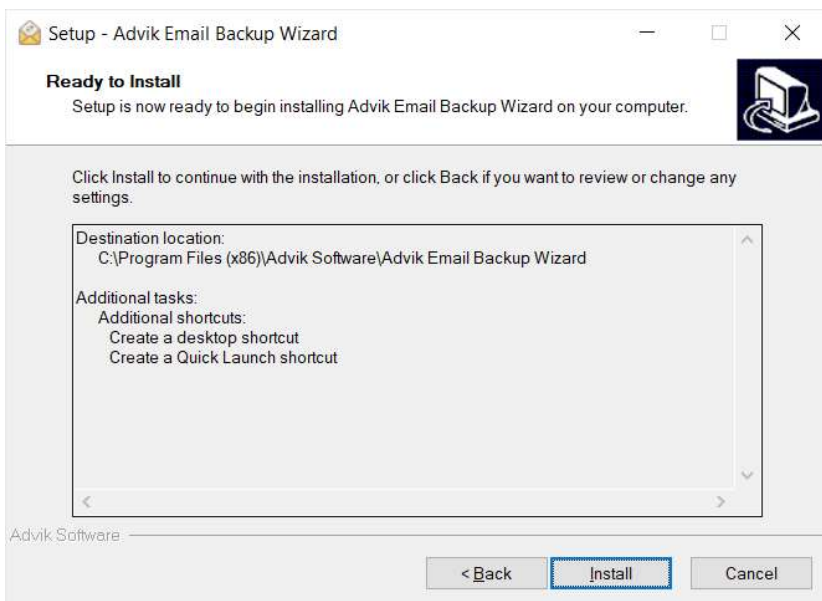 Setup - Advik Email Backup Wizard
Ready to Install
Setup is now ready to begin installing Advik Email Backup Wizard on your computer.
Click Install to continue with the installation, or click Back if you want to review or change any
settings.
Destination location:
C:\Program Files (x86)\Advik Software\Advik Email Backup Wizard
Additional tasks:
Additional shortcuts:
Create a desktop shortcut
Create a Quick Launch shortcut
Advik Software
< Back
Install
Cancel